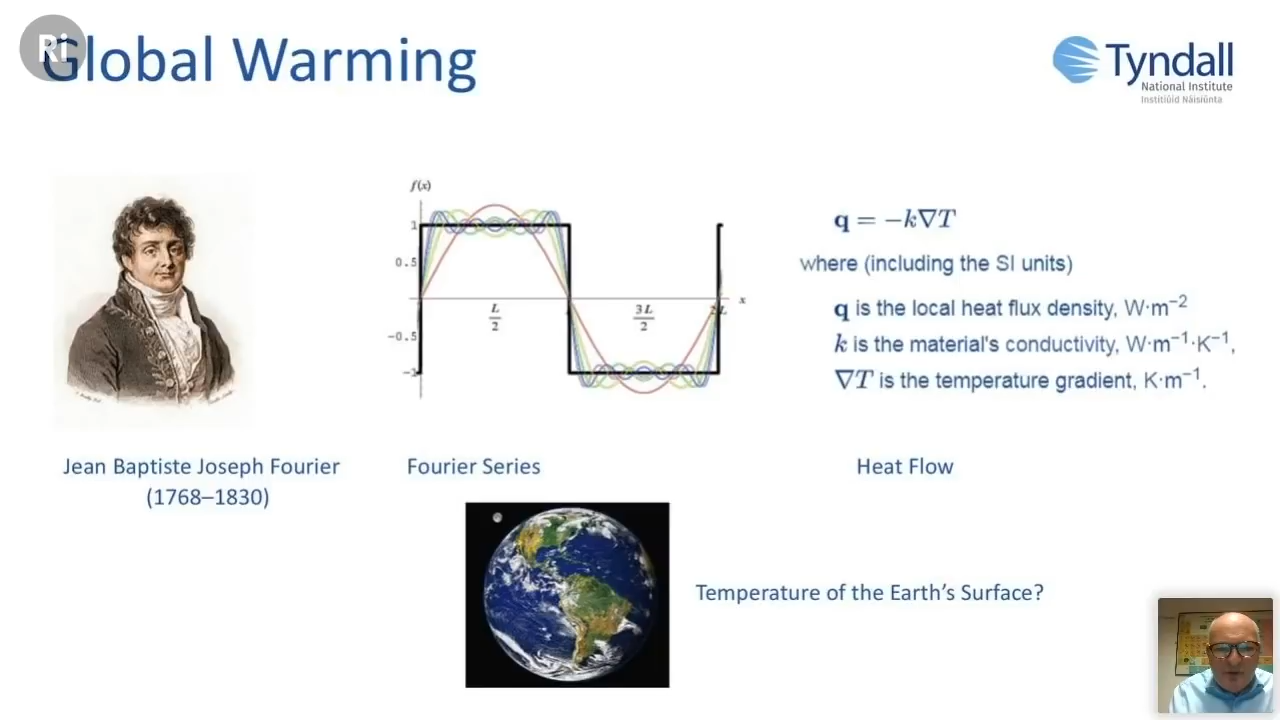 Ri
Global Warming
Tyndall
National Institute
Institiúid Náisiúnta
f(x)
1
0.5
−0.5
−1
L
2
3L
2
2L
x
q = −k∇T
where (including the SI units)
q is the local heat flux density, W·m−2
k is the material's conductivity, W·m−1·K−1,
∇T is the temperature gradient, K·m−1.
Jean Baptiste Joseph Fourier
(1768–1830)
Fourier Series
Heat Flow
Temperature of the Earth's Surface?